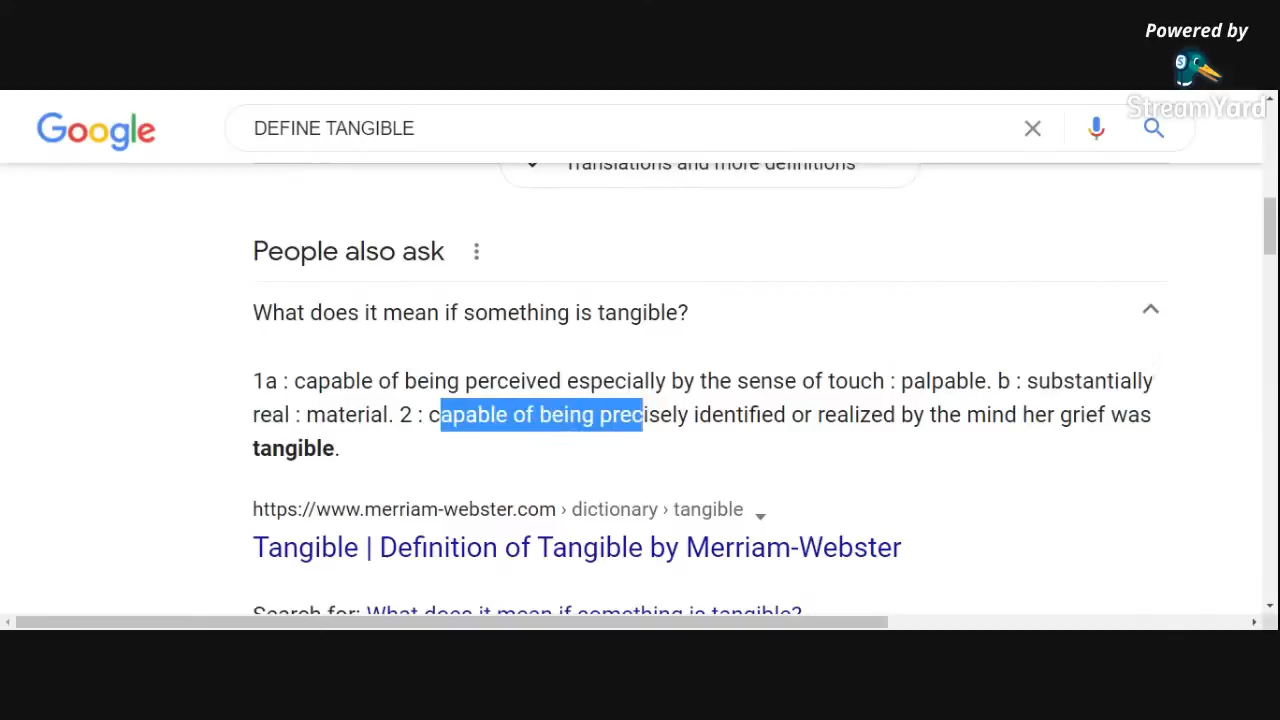 Powered by
StreamYard
Google
DEFINE TANGIBLE
Translations and more definitions
People also ask
What does it mean if something is tangible?
1a : capable of being perceived especially by the sense of touch : palpable. b : substantially
real : material. 2 : capable of being precisely identified or realized by the mind her grief was
tangible.
https://www.merriam-webster.com › dictionary › tangible
Tangible | Definition of Tangible by Merriam-Webster
Search for: What does it mean if something is tangible?